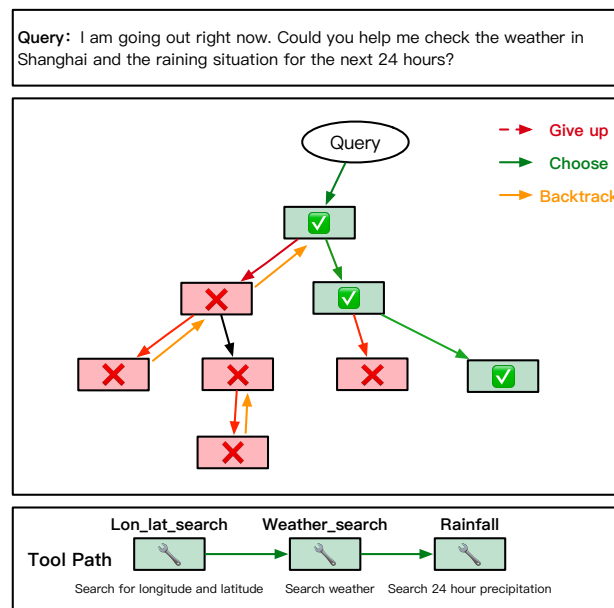 Query: I am going out right now. Could you help me check the weather in
Shanghai and the raining situation for the next 24 hours?
Query
Give up
Choose
Backtrack
Lon_lat_search Weather_search Rainfall
Tool Path
Search for longitude and latitude Search weather Search 24 hour precipitation